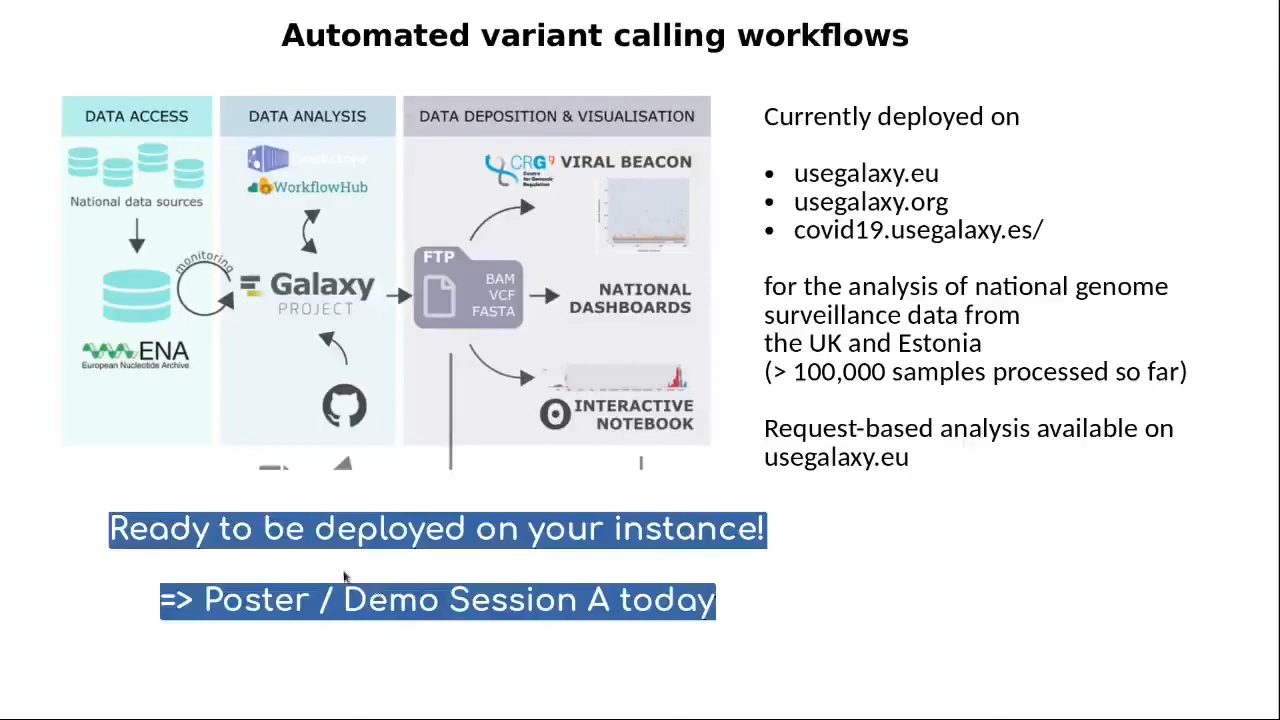 Automated variant calling workflows
DATA ACCESS
National data sources
monitoring
ENA
European Nucleotide Archive
DATA ANALYSIS
WorkflowHub
Galaxy
PROJECT
DATA DEPOSITION & VISUALISATION
CRG
Centre
for Genomic
Regulation
VIRAL BEACON
FTP
BAM
VCF
FASTA
NATIONAL
DASHBOARDS
INTERACTIVE
NOTEBOOK
Currently deployed on
• usegalaxy.eu
• usegalaxy.org
• covid19.usegalaxy.es/
for the analysis of national genome
surveillance data from
the UK and Estonia
(> 100,000 samples processed so far)
Request-based analysis available on
usegalaxy.eu
Ready to be deployed on your instance!
=> Poster / Demo Session A today